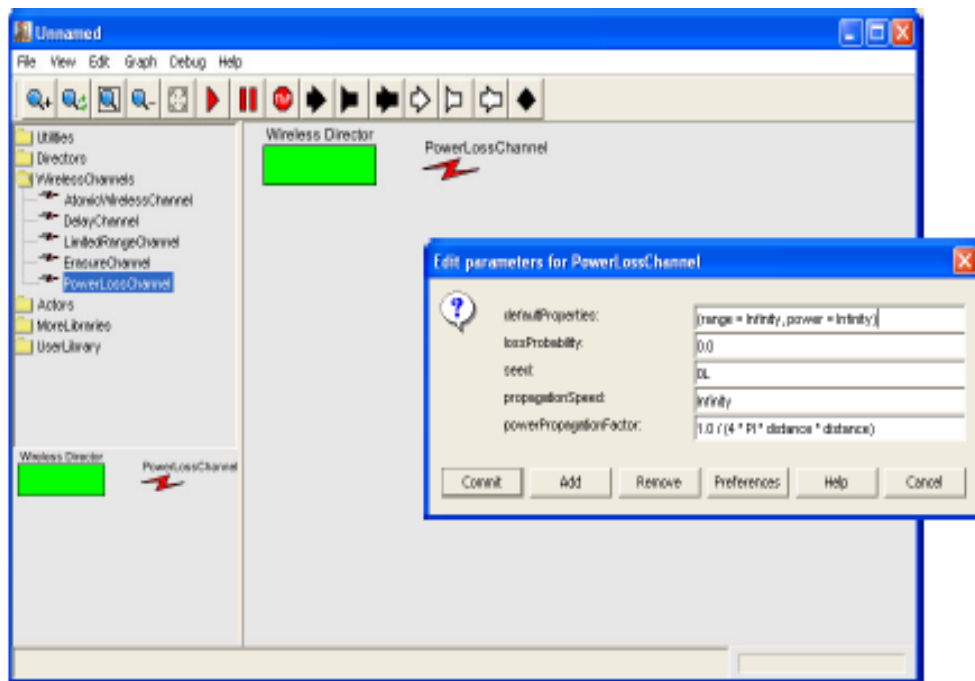 Unnamed
File View Edit Graph Debug Help
Utilities
Directors
WirelessChannels
AtomicWirelessChannel
DelayChannel
LimitedRangeChannel
ErasureChannel
PowerLossChannel
Actors
MoreLibraries
UserLibrary
Wireless Director
PowerLossChannel
Wireless Director
PowerLossChannel
Edit parameters for PowerLossChannel
defaultProperties: {range = Infinity, power = Infinity}
lossProbability: 0.0
seed: 0L
propagationSpeed: Infinity
powerPropagationFactor: 1.0 / (4 * PI * distance * distance)
Commit Add Remove Preferences Help Cancel